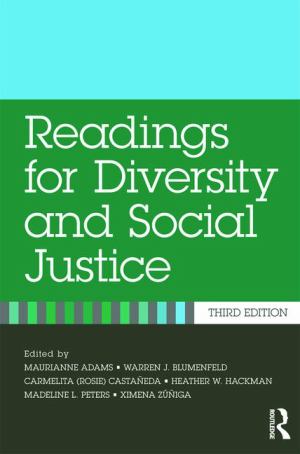 Readings
for Diversity
and Social
Justice
THIRD EDITION
Edited by
MAURIANNE ADAMS ▪ WARREN J. BLUMENFELD
CARMELITA (ROSIE) CASTAÑEDA ▪ HEATHER W. HACKMAN
MADELINE L. PETERS ▪ XIMENA ZÚÑIGA
ROUTLEDGE